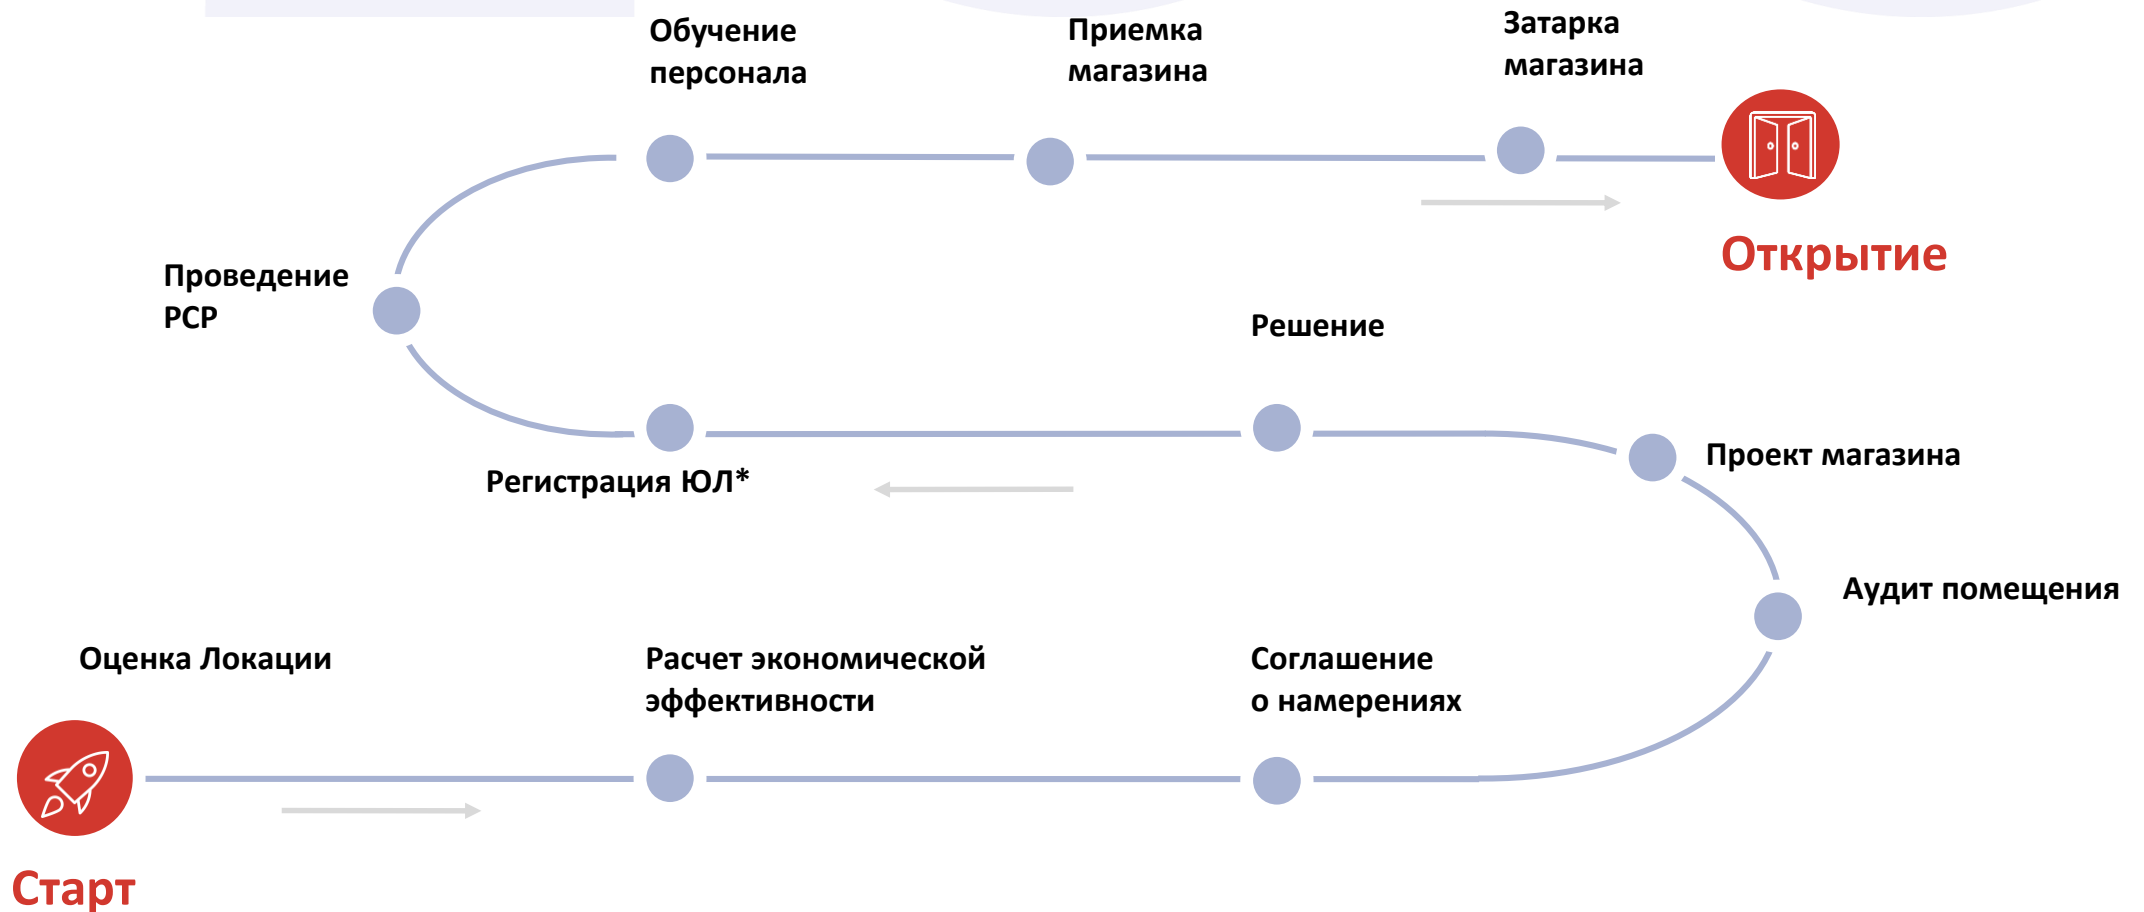 Обучение
персонала
Приемка
магазина
Затарка
магазина
Открытие
Проведение
РСР
Решение
Регистрация ЮЛ*
Проект магазина
Аудит помещения
Оценка Локации
Расчет экономической
эффективности
Соглашение
о намерениях
Старт